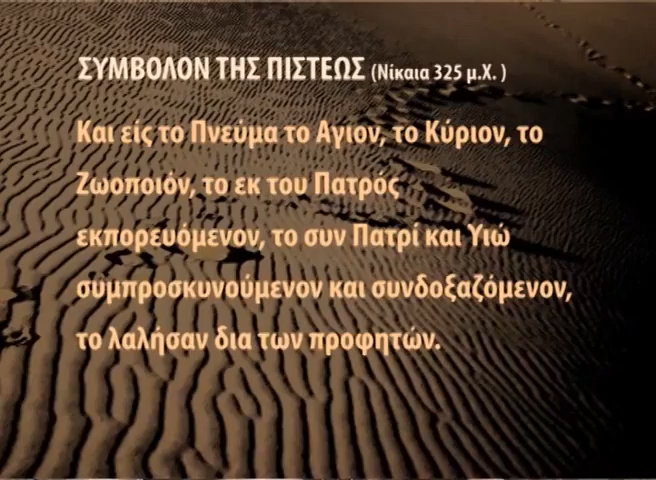 ΣΥΜΒΟΛΟΝ ΤΗΣ ΠΙΣΤΕΩΣ (Νίκαια 325 μ.Χ. )
Και είς το Πνεύμα το Αγιον, το Κύριον, το
Ζωοποιόν, το εκ του Πατρός
εκπορευόμενον, το συν Πατρί και Υιώ
συμπροσκυνούμενον και συνδοξαζόμενον,
το λαλήσαν δια των προφητών.